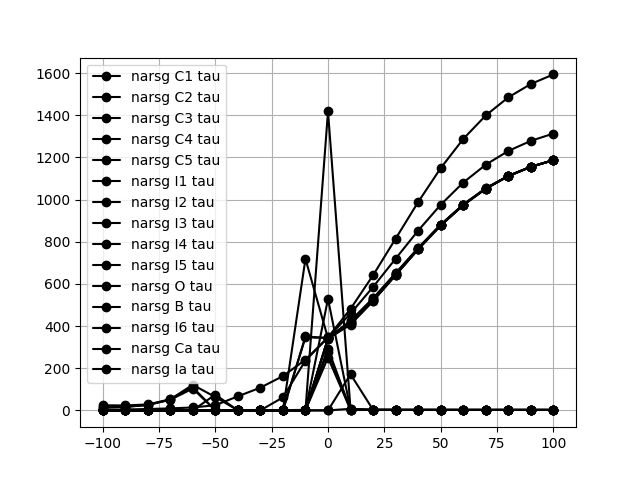 1600
1400
1200
1000
800
600
400
200
0
narsg C1 tau
narsg C2 tau
narsg C3 tau
narsg C4 tau
narsg C5 tau
narsg I1 tau
narsg I2 tau
narsg I3 tau
narsg I4 tau
narsg I5 tau
narsg O tau
narsg B tau
narsg I6 tau
narsg Ca tau
narsg Ia tau
−100 −75 −50 −25 0 25 50 75 100